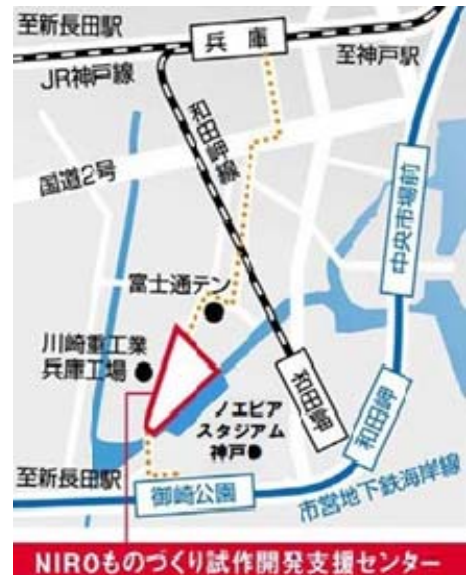 至新長田駅
兵庫
至神戸駅
JR神戸線
和田岬線
国道2号
中央市場前
富士通テン
川崎重工業
兵庫工場
和田岬
ノエビア
スタジアム
神戸
和田岬
至新長田駅
御崎公園
市営地下鉄海岸線
NIROものづくり試作開発支援センター